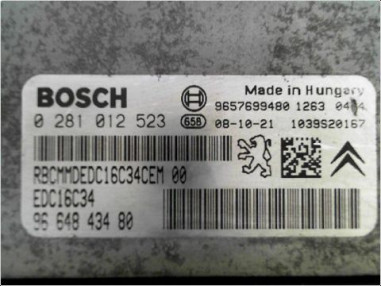 BOSCH
Made in Hungary
9657699480 1263
0 281 012 523 658 08-10-21 1039S20167
RBCMMDEDC16C34CEM 00
EDC16C34
96 648 434 80